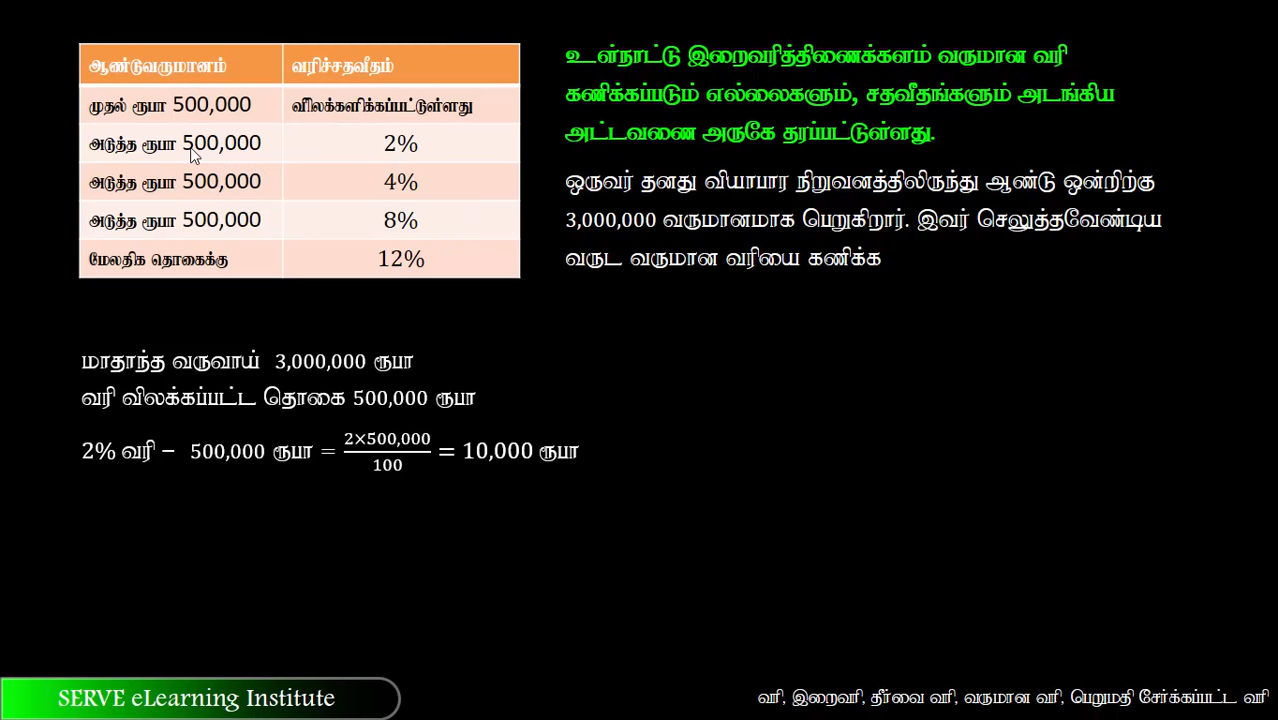 ஆண்டுவருமானம் வரிச்சதவீதம்
முதல் ரூபா 500,000 விலக்களிக்கப்பட்டுள்ளது
அடுத்த ரூபா 500,000 2%
அடுத்த ரூபா 500,000 4%
அடுத்த ரூபா 500,000 8%
மேலதிக தொகைக்கு 12%
உள்நாட்டு இறைவரித்திணைக்களம் வருமான வரி
கணிக்கப்படும் எல்லைகளும், சதவீதங்களும் அடங்கிய
அட்டவணை அருகே தரப்பட்டுள்ளது.
ஒருவர் தனது வியாபார நிறுவனத்திலிருந்து ஆண்டு ஒன்றிற்கு
3,000,000 வருமானமாக பெறுகிறார். இவர் செலுத்தவேண்டிய
வருட வருமான வரியை கணிக்க
மாதாந்த வருவாய் 3,000,000 ரூபா
வரி விலக்கப்பட்ட தொகை 500,000 ரூபா
2% வரி – 500,000 ரூபா = 2×500,000/100 = 10,000 ரூபா
SERVE eLearning Institute
வரி, இறைவரி, தீர்வை வரி, வருமான வரி, பெறுமதி சேர்க்கப்பட்ட வரி